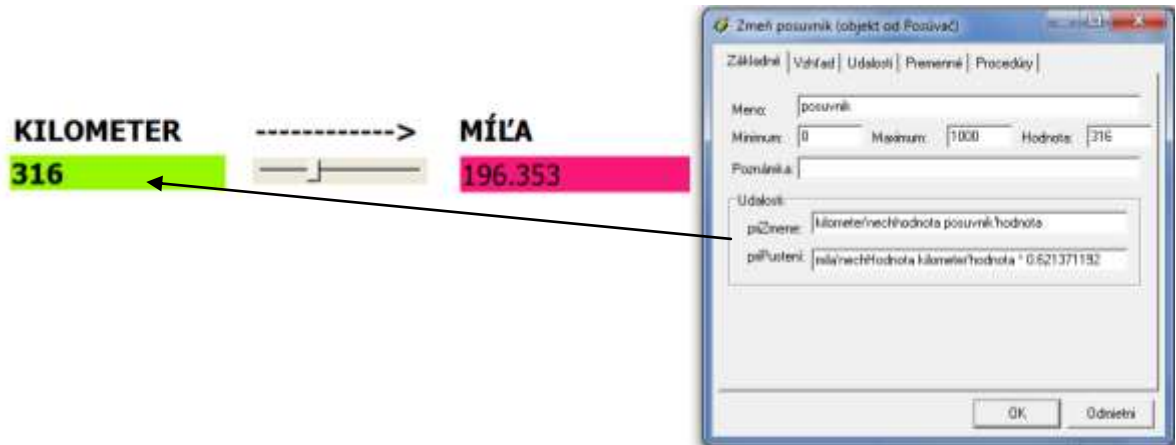 Zmeň posuvnik (objekt od Posúvač)
Základné Vzhľad Udalosti Premenné Procedúry
Meno: posuvnik
Minimum: 0 Maximum: 1000 Hodnota: 316
Poznámka:
Udalosti
priZmene: kilometer'nechhodnota posuvnik'hodnota
priPustení: mila'nechHodnota kilometer'hodnota * 0.621371192
OK Odmietni
KILOMETER ------------> MÍĽA
316 196.353